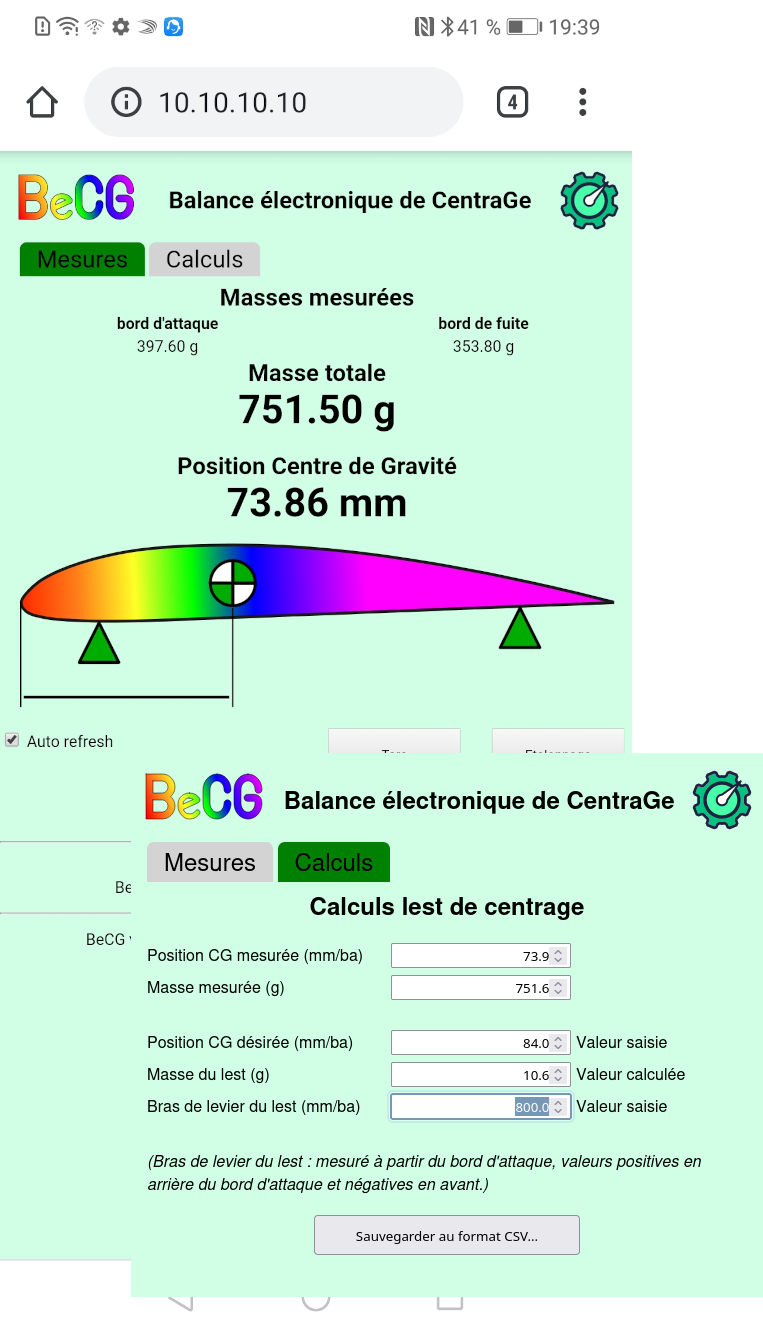 41 % 19:39
10.10.10.10
4
BeCG Balance électronique de CentraGe
Mesures Calculs
Masses mesurées
bord d'attaque bord de fuite
397.60 g 353.80 g
Masse totale
751.50 g
Position Centre de Gravité
73.86 mm
Auto refresh
BeCG Balance électronique de CentraGe
Mesures Calculs
Calculs lest de centrage
Be
BeCG
Position CG mesurée (mm/ba) 73.9
Masse mesurée (g) 751.6
Position CG désirée (mm/ba) 84.0 Valeur saisie
Masse du lest (g) 10.6 Valeur calculée
Bras de levier du lest (mm/ba) 800.0 Valeur saisie
(Bras de levier du lest : mesuré à partir du bord d'attaque, valeurs positives en
arrière du bord d'attaque et négatives en avant.)
Sauvegarder au format CSV...